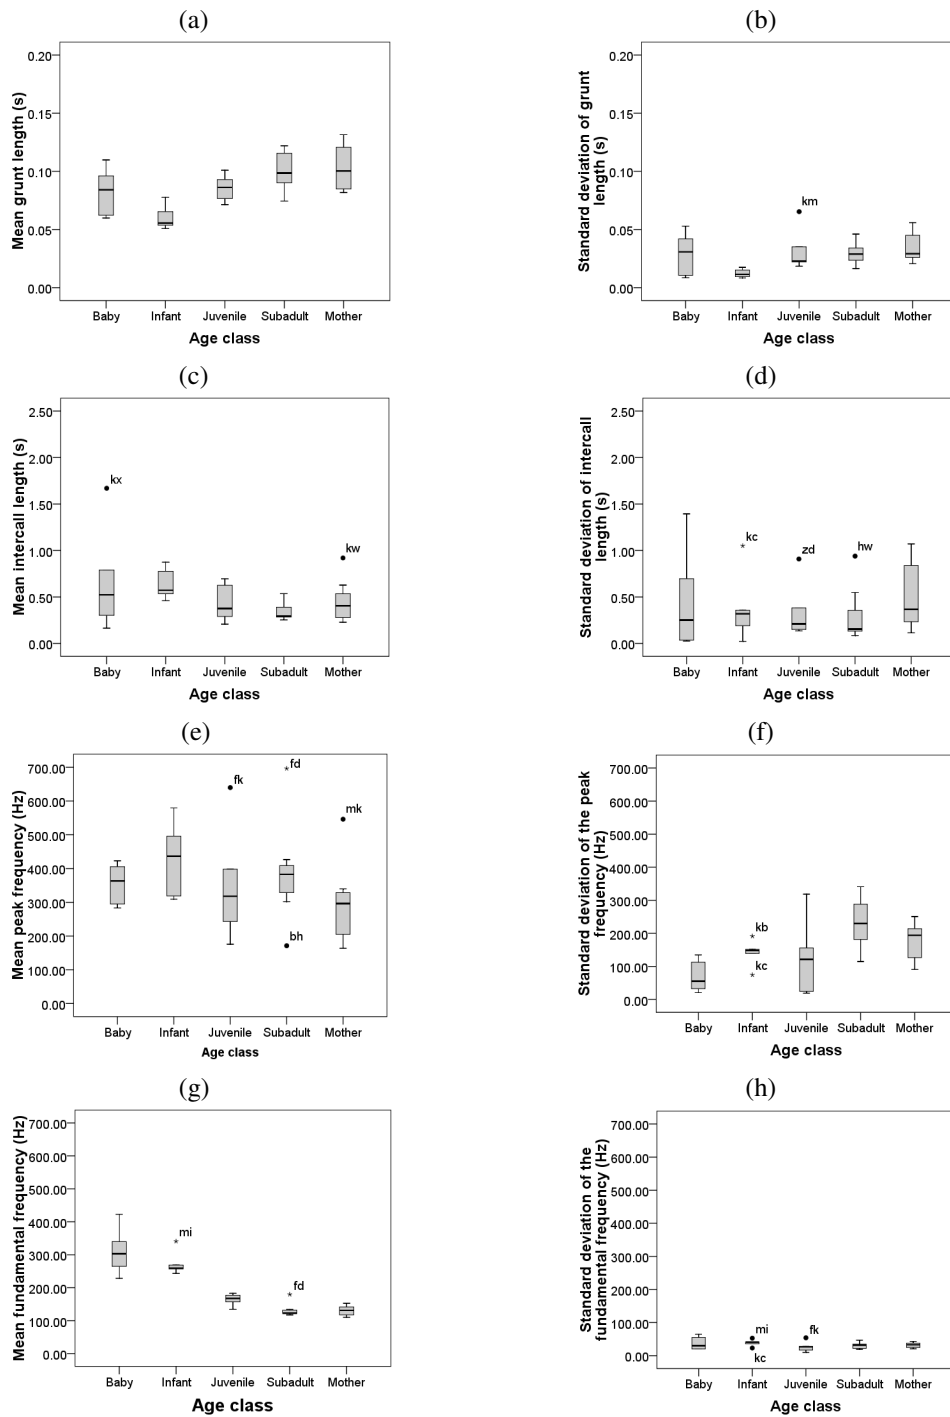 (a)
Mean grunt length (s)
0.20
0.15
0.10
0.05
0.00
Baby Infant Juvenile Subadult Mother
Age class
(b)
Standard deviation of grunt
length (s)
0.20
0.15
0.10
0.05
0.00
km
Baby Infant Juvenile Subadult Mother
Age class
(c)
Mean intercall length (s)
2.50
2.00
1.50
1.00
0.50
0.00
kx
kw
Baby Infant Juvenile Subadult Mother
Age class
(d)
Standard deviation of intercall
length (s)
2.50
2.00
1.50
1.00
0.50
0.00
kc
zd
hw
Baby Infant Juvenile Subadult Mother
Age class
(e)
Mean peak frequency (Hz)
700.00
600.00
500.00
400.00
300.00
200.00
100.00
0.00
fk
fd
bh
mk
Baby Infant Juvenile Subadult Mother
Age class
(f)
Standard deviation of the peak
frequency (Hz)
700.00
600.00
500.00
400.00
300.00
200.00
100.00
0.00
kb
kc
Baby Infant Juvenile Subadult Mother
Age class
(g)
Mean fundamental frequency (Hz)
700.00
600.00
500.00
400.00
300.00
200.00
100.00
0.00
mi
fd
Baby Infant Juvenile Subadult Mother
Age class
(h)
Standard deviation of the
fundamental frequency (Hz)
700.00
600.00
500.00
400.00
300.00
200.00
100.00
0.00
mi
kc
fk
Baby Infant Juvenile Subadult Mother
Age class